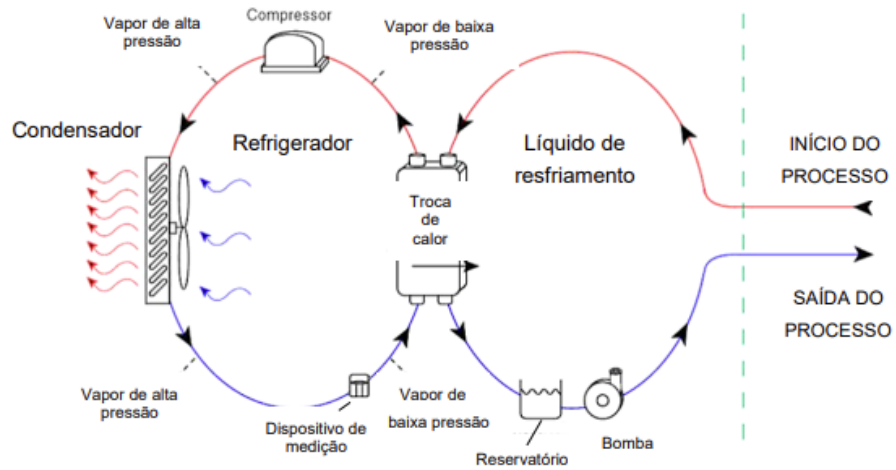 Compressor
Vapor de alta
pressão
Vapor de baixa
pressão
Condensador
Refrigerador
Líquido de
resfriamento
INÍCIO DO
PROCESSO
Troca
de
calor
SAÍDA DO
PROCESSO
Vapor de alta
pressão
Dispositivo de
medição
Vapor de
baixa pressão
Reservatório
Bomba